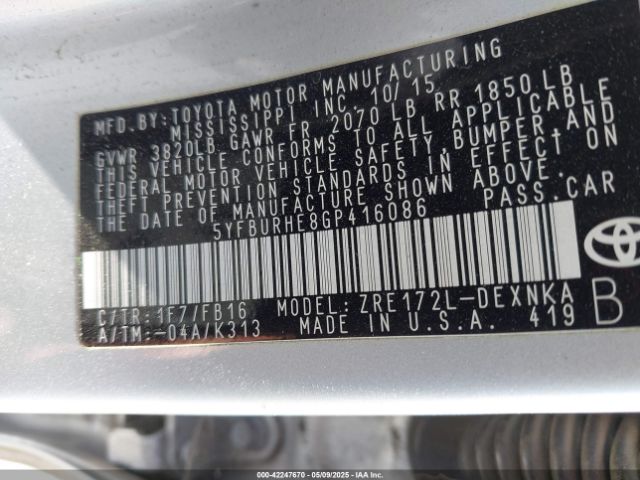 MFD.BY:TOYOTA MOTOR MANUFACTURING
MISSISSIPPI INC. 10/15
GVWR 3820LB GAWR FR 2070 LB RR 1850 LB
THIS VEHICLE CONFORMS TO ALL APPLICABLE
FEDERAL MOTOR VEHICLE SAFETY,BUMPER,AND
THEFT PREVENTION STANDARDS IN EFFECT ON
THE DATE OF MANUFACTURE SHOWN ABOVE.
5YFBURHE8GP416086 PASS.CAR
C/TR:1F7/FB16 MODEL:ZRE172L-DEXNKA
A/TM:-04A/K313 MADE IN U.S.A. 419 B
000-42247670 05/09/2025 - IAAI CORPORATE